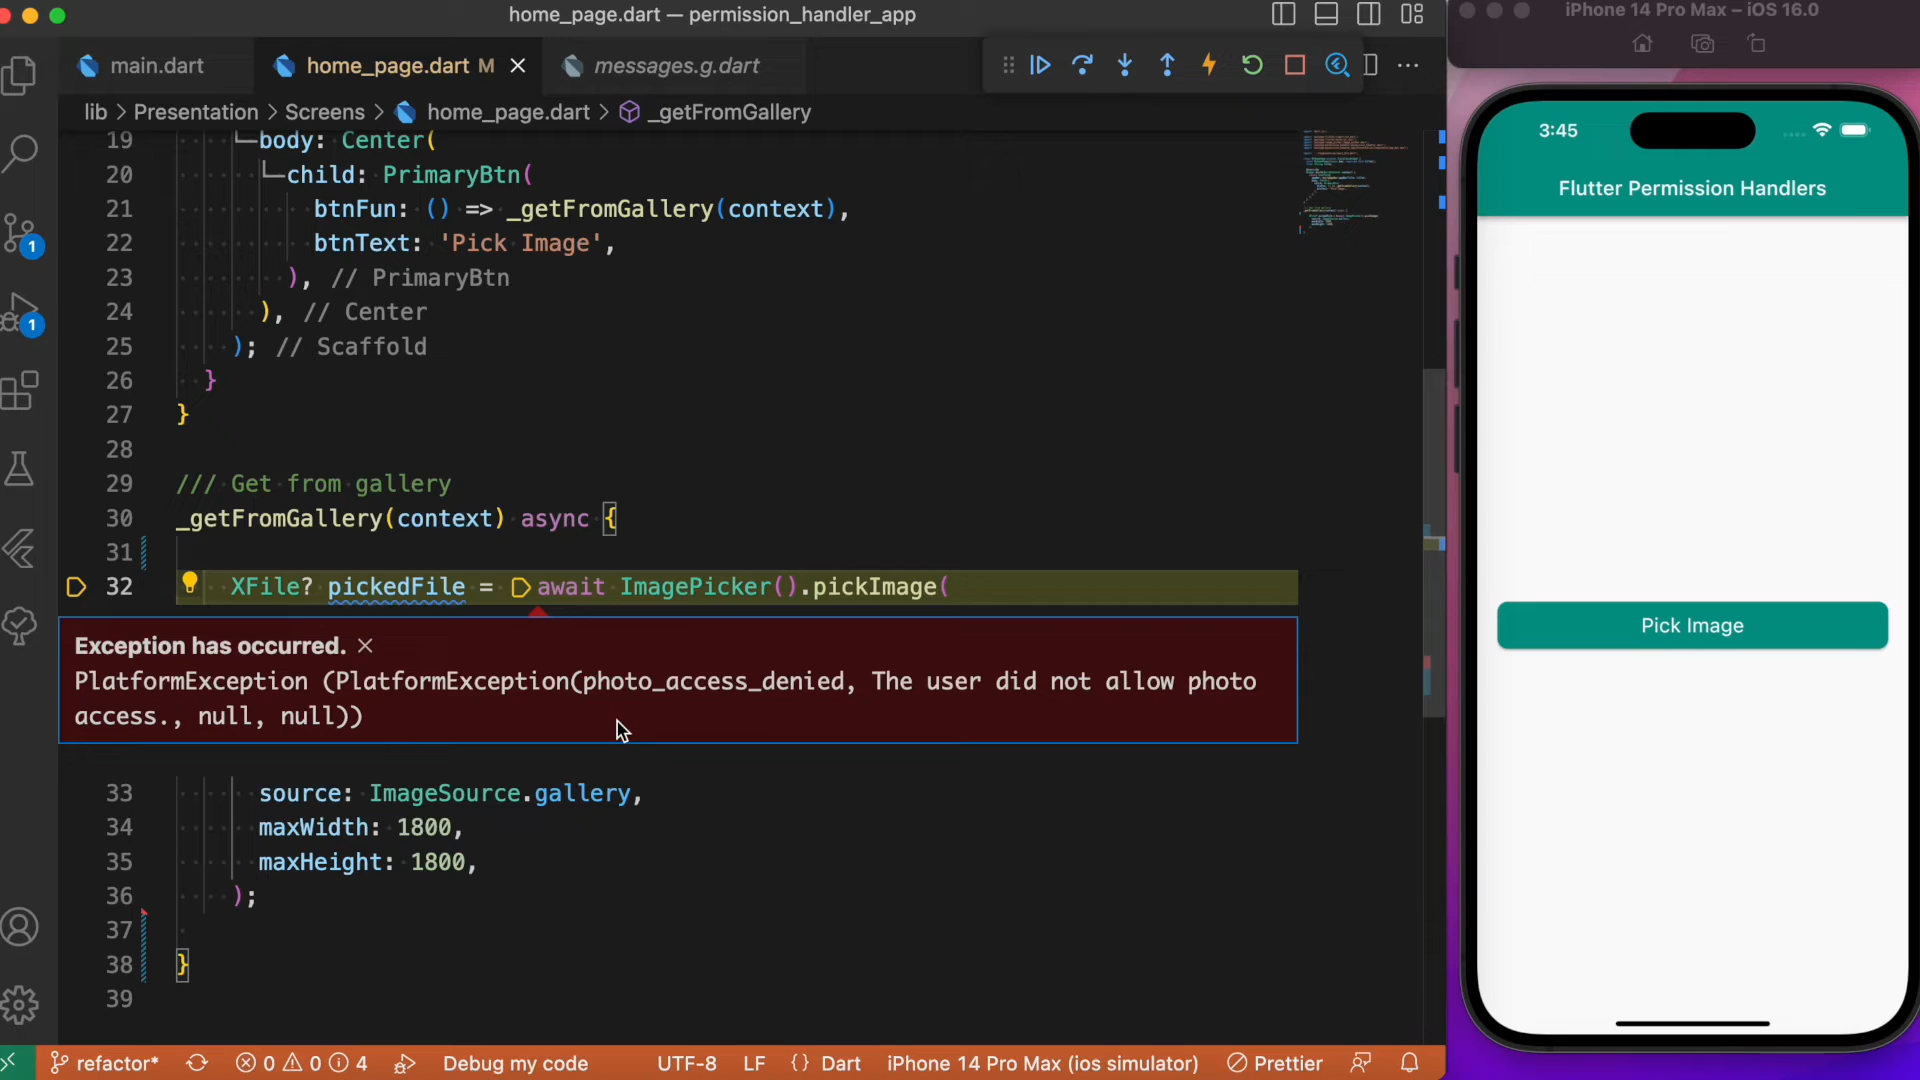 home_page.dart — permission_handler_app
iPhone 14 Pro Max – iOS 16.0
main.dart
home_page.dart M
messages.g.dart
lib > Presentation > Screens > home_page.dart > _getFromGallery
19 body: Center(
20 child: PrimaryBtn(
21 btnFun: () => _getFromGallery(context),
22 btnText: 'Pick Image',
23 ), // PrimaryBtn
24 ), // Center
25 ); // Scaffold
26 }
27 }
28
29 /// Get from gallery
30 _getFromGallery(context) async {
31
32 XFile? pickedFile = await ImagePicker().pickImage(
Exception has occurred.
PlatformException (PlatformException(photo_access_denied, The user did not allow photo
access., null, null))
33 source: ImageSource.gallery,
34 maxWidth: 1800,
35 maxHeight: 1800,
36 );
37
38 }
39
1
1
refactor* 0 0 4 Debug my code UTF-8 LF {} Dart iPhone 14 Pro Max (ios simulator) Prettier
3:45
Flutter Permission Handlers
Pick Image